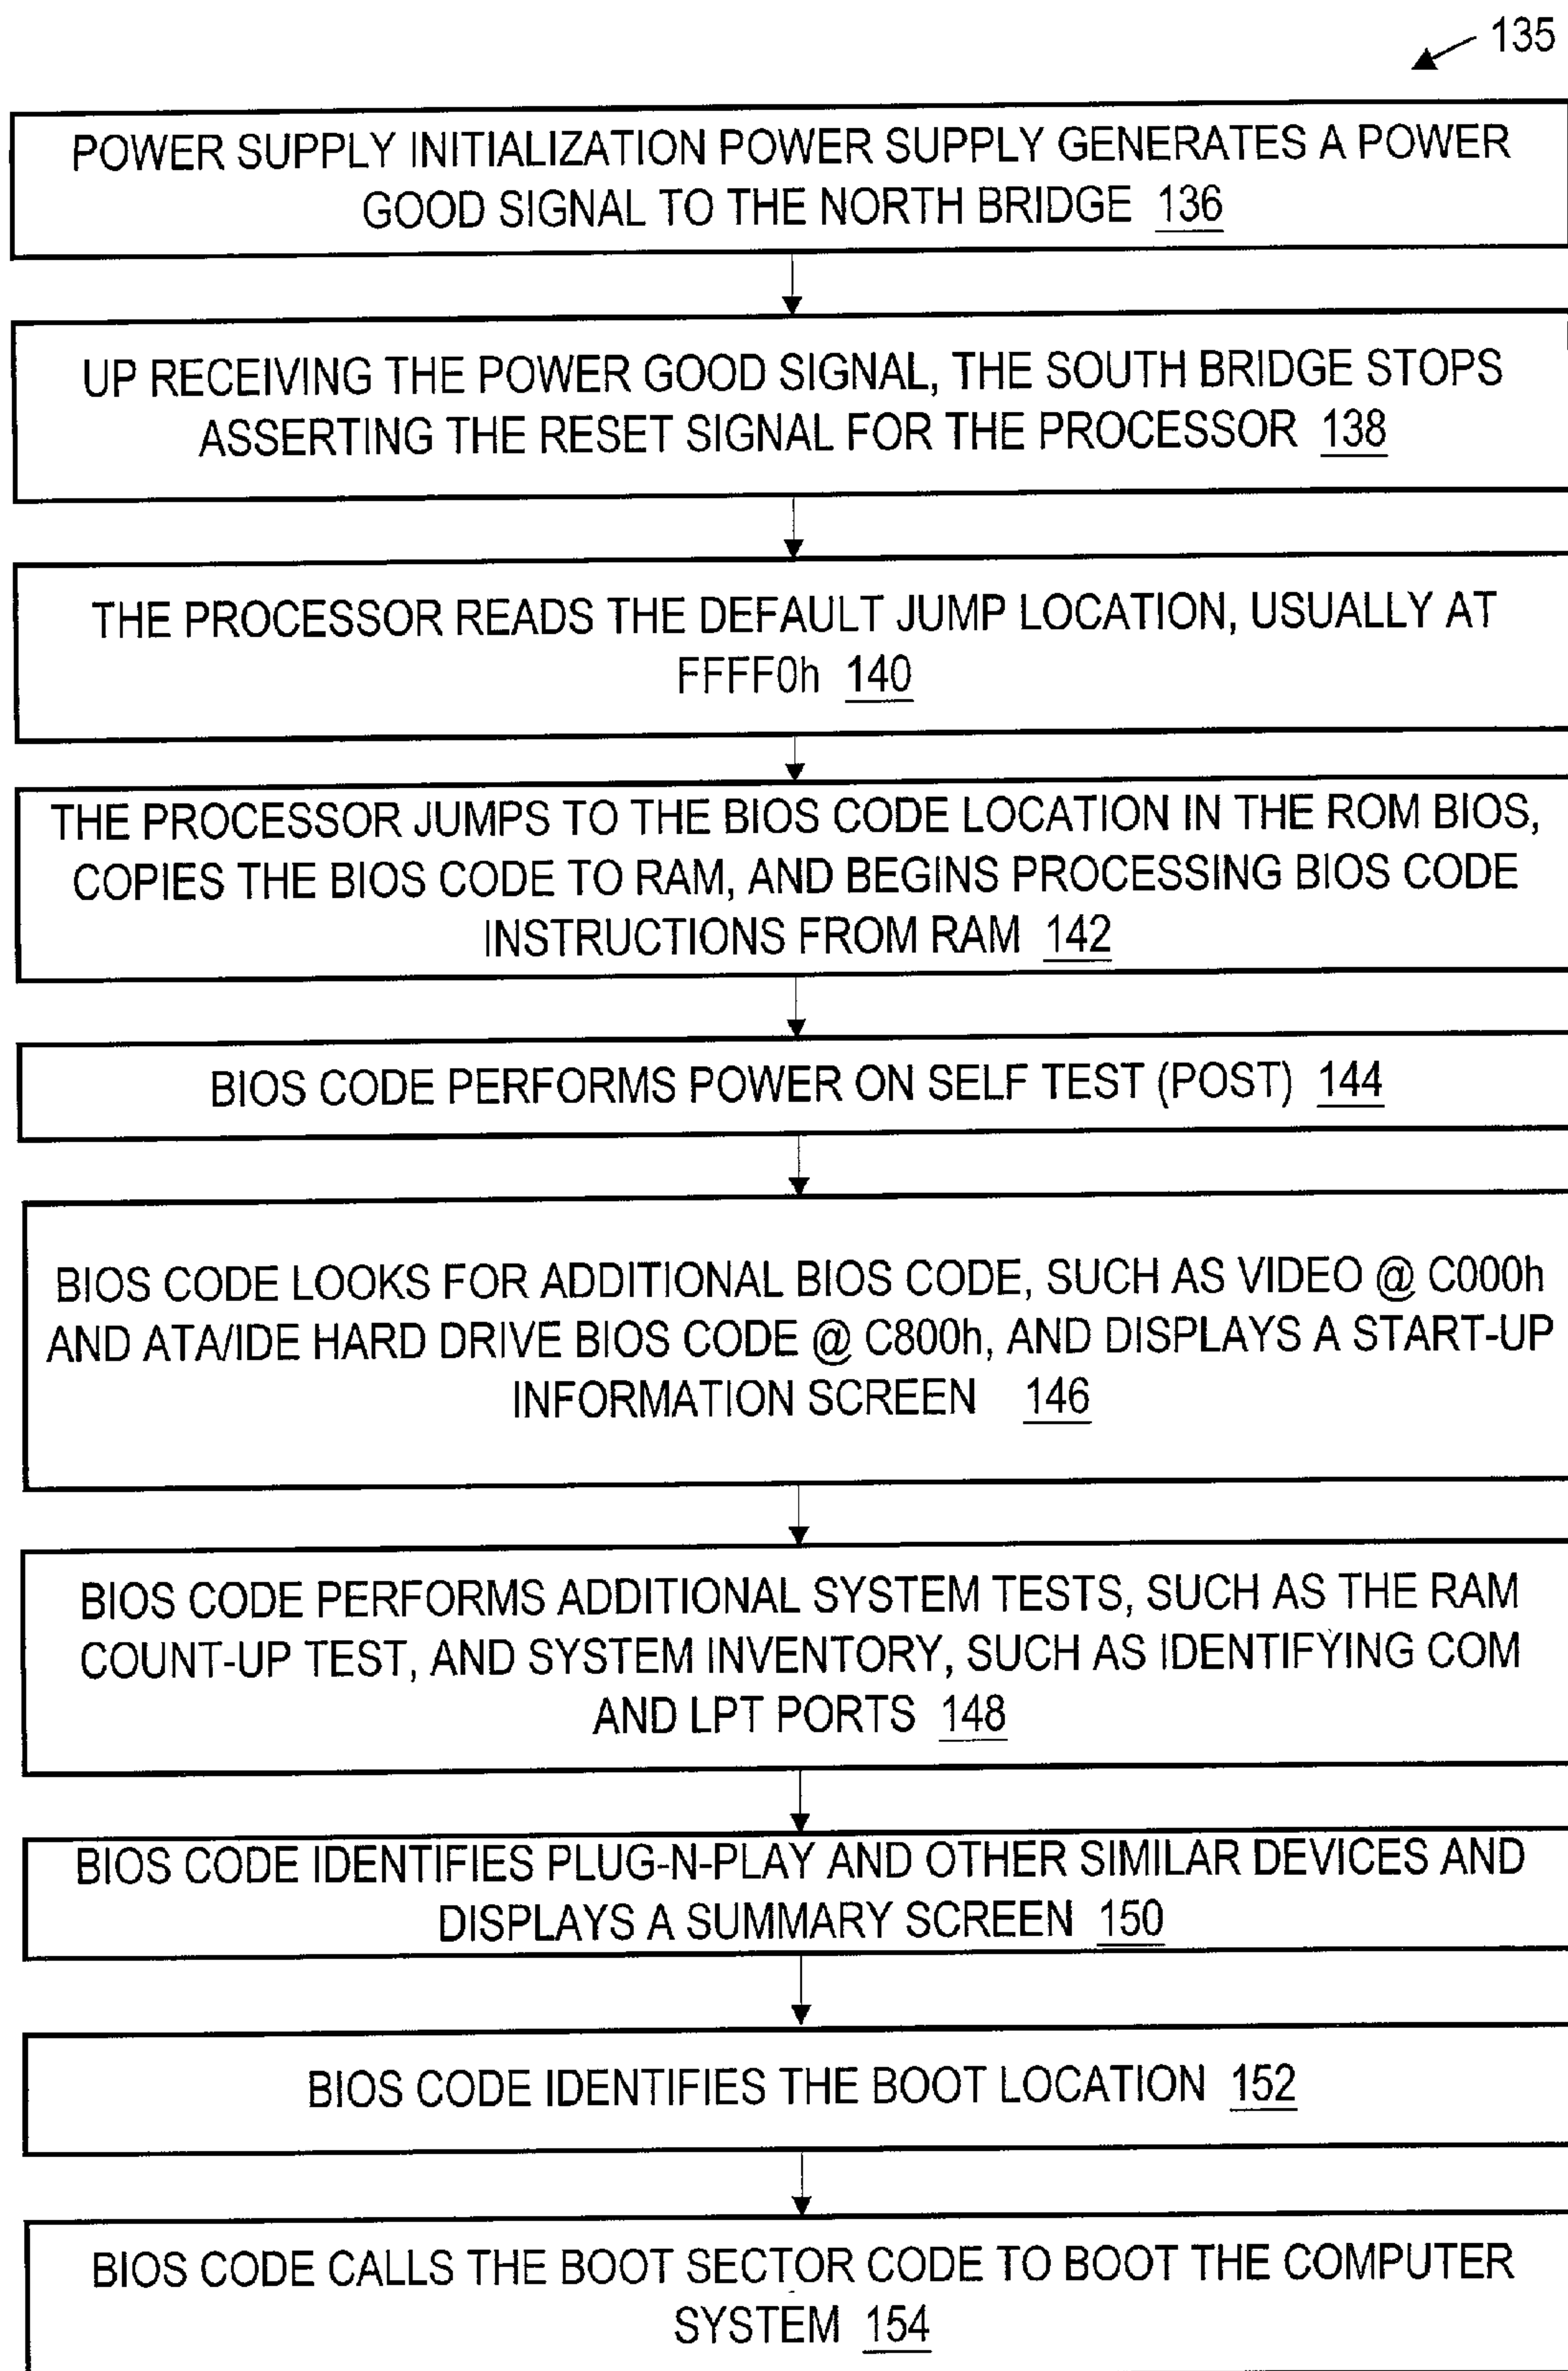 135
POWER SUPPLY INITIALIZATION POWER SUPPLY GENERATES A POWER
GOOD SIGNAL TO THE NORTH BRIDGE 136
UP RECEIVING THE POWER GOOD SIGNAL, THE SOUTH BRIDGE STOPS
ASSERTING THE RESET SIGNAL FOR THE PROCESSOR 138
THE PROCESSOR READS THE DEFAULT JUMP LOCATION, USUALLY AT
FFFF0h 140
THE PROCESSOR JUMPS TO THE BIOS CODE LOCATION IN THE ROM BIOS,
COPIES THE BIOS CODE TO RAM, AND BEGINS PROCESSING BIOS CODE
INSTRUCTIONS FROM RAM 142
BIOS CODE PERFORMS POWER ON SELF TEST (POST) 144
BIOS CODE LOOKS FOR ADDITIONAL BIOS CODE, SUCH AS VIDEO @ C000h
AND ATA/IDE HARD DRIVE BIOS CODE @ C800h, AND DISPLAYS A START-UP
INFORMATION SCREEN 146
BIOS CODE PERFORMS ADDITIONAL SYSTEM TESTS, SUCH AS THE RAM
COUNT-UP TEST, AND SYSTEM INVENTORY, SUCH AS IDENTIFYING COM
AND LPT PORTS 148
BIOS CODE IDENTIFIES PLUG-N-PLAY AND OTHER SIMILAR DEVICES AND
DISPLAYS A SUMMARY SCREEN 150
BIOS CODE IDENTIFIES THE BOOT LOCATION 152
BIOS CODE CALLS THE BOOT SECTOR CODE TO BOOT THE COMPUTER
SYSTEM 154